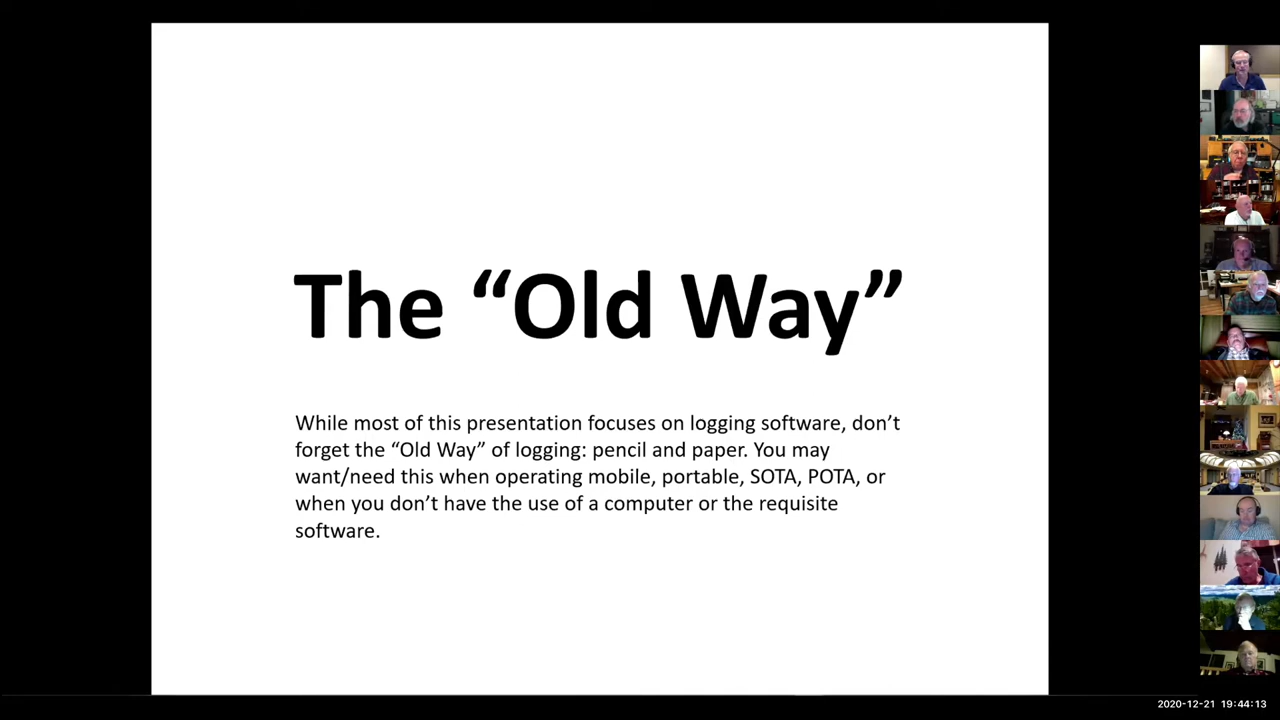 The “Old Way”
While most of this presentation focuses on logging software, don’t
forget the “Old Way” of logging: pencil and paper. You may
want/need this when operating mobile, portable, SOTA, POTA, or
when you don’t have the use of a computer or the requisite
software.
2020-12-21 19:44:13